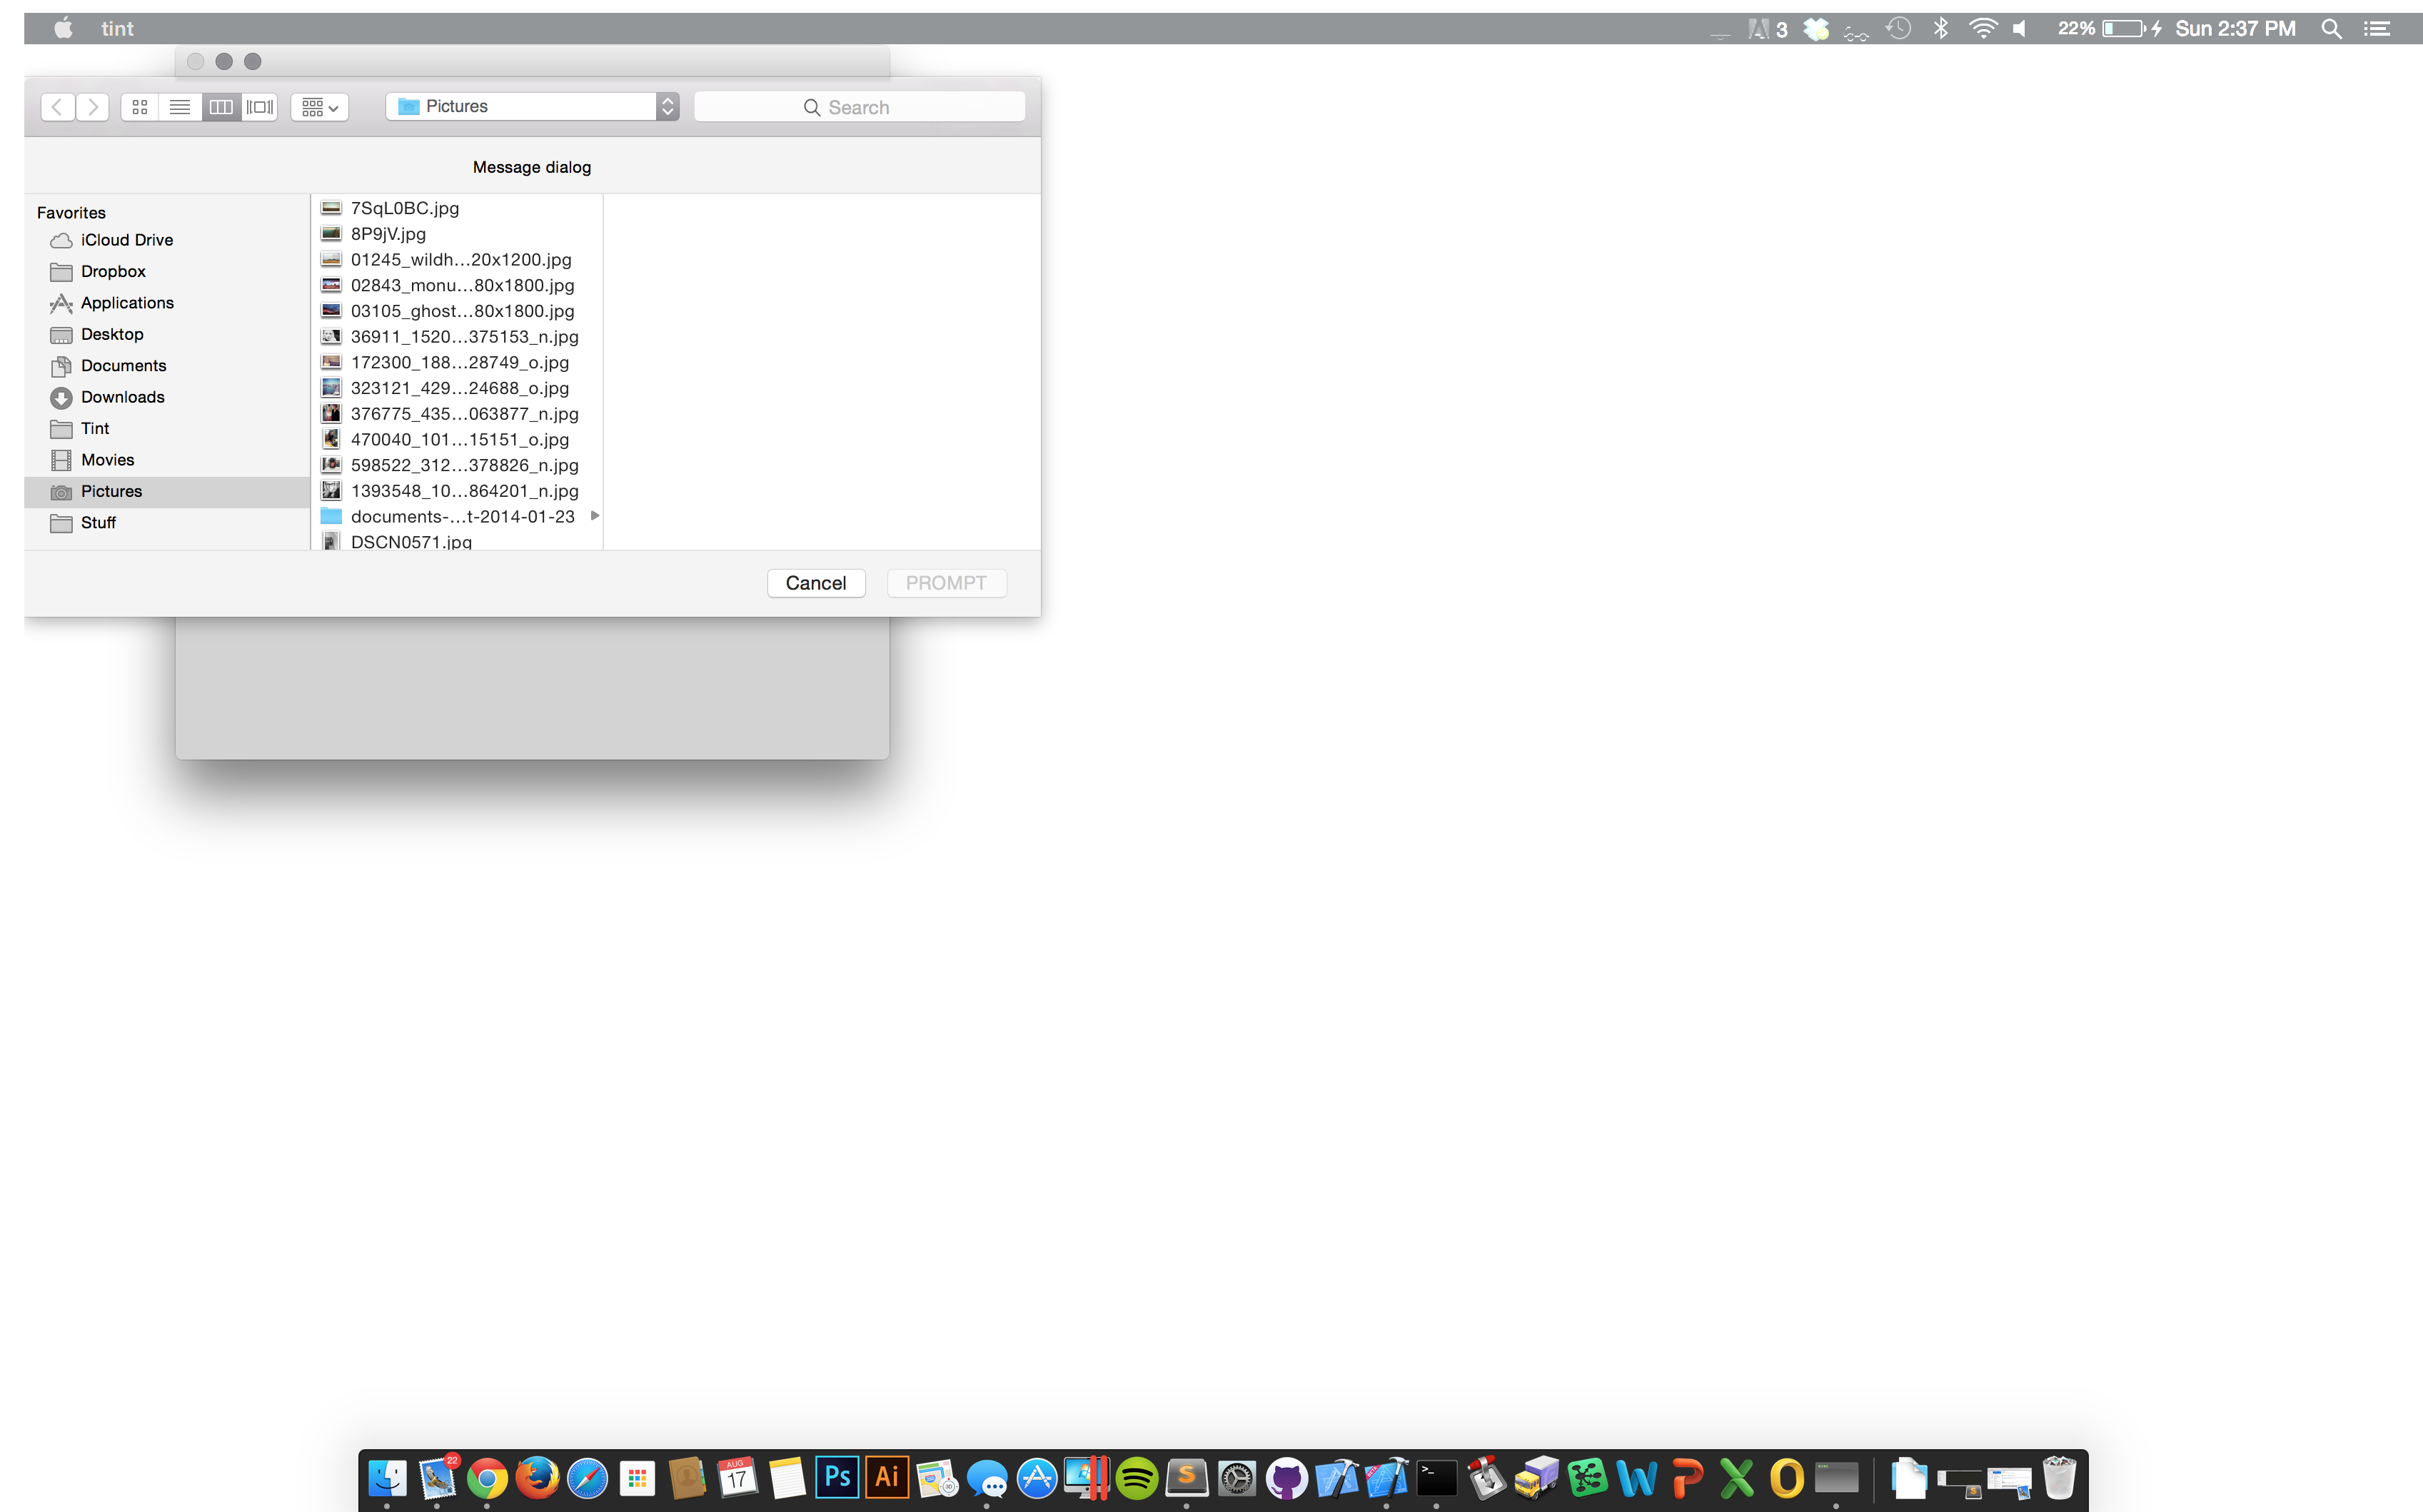 tint 3 22% Sun 2:37 PM
Pictures Search
Message dialog
Favorites
iCloud Drive
Dropbox
Applications
Desktop
Documents
Downloads
Tint
Movies
Pictures
Stuff
7SqL0BC.jpg
8P9jV.jpg
01245_wildh...20x1200.jpg
02843_monu...80x1800.jpg
03105_ghost...80x1800.jpg
36911_1520...375153_n.jpg
172300_188...28749_o.jpg
323121_429...24688_o.jpg
376775_435...063877_n.jpg
470040_101...15151_o.jpg
598522_312...378826_n.jpg
1393548_10...864201_n.jpg
documents-...t-2014-01-23
DSCN0571.jpg
Cancel PROMPT
22 AUG 17 Ps Ai 3D S >_ W P X O